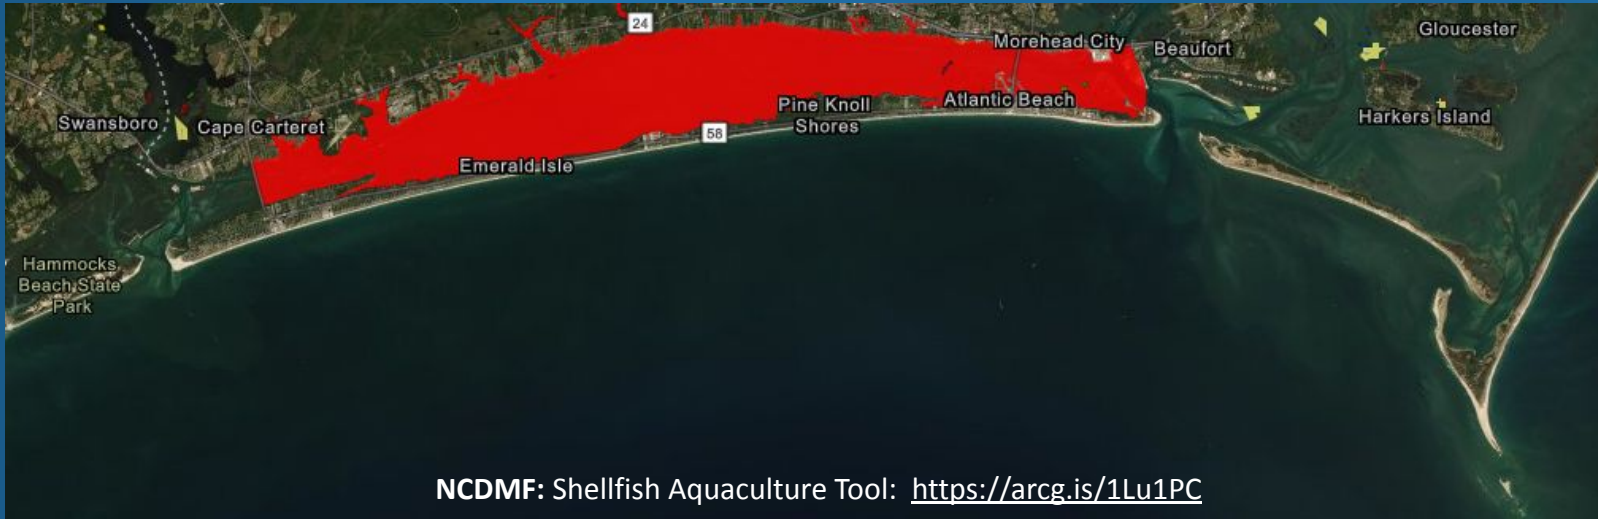 24
Gloucester
Morehead City
Beaufort
Swansboro
Cape Carteret
Pine Knoll
Shores
Atlantic Beach
Harkers Island
58
Emerald Isle
Hammocks
Beach State
Park
NCDMF: Shellfish Aquaculture Tool: https://arcg.is/1Lu1PC